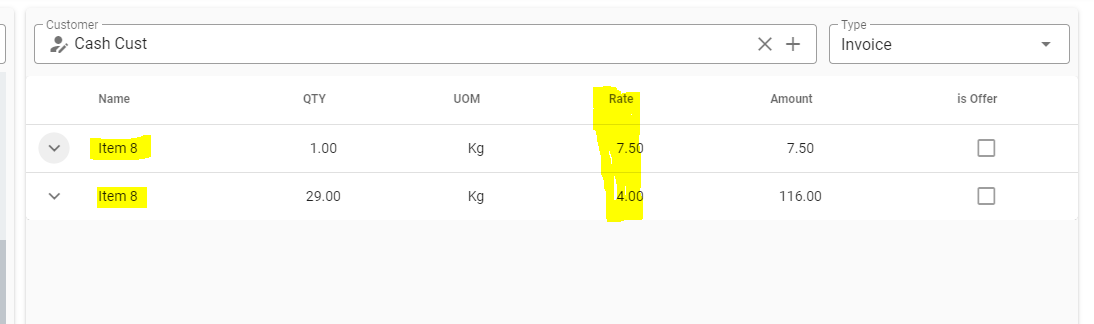 Customer Type
Cash Cust Invoice
Name QTY UOM Rate Amount is Offer
Item 8 1.00 Kg 7.50 7.50
Item 8 29.00 Kg 4.00 116.00